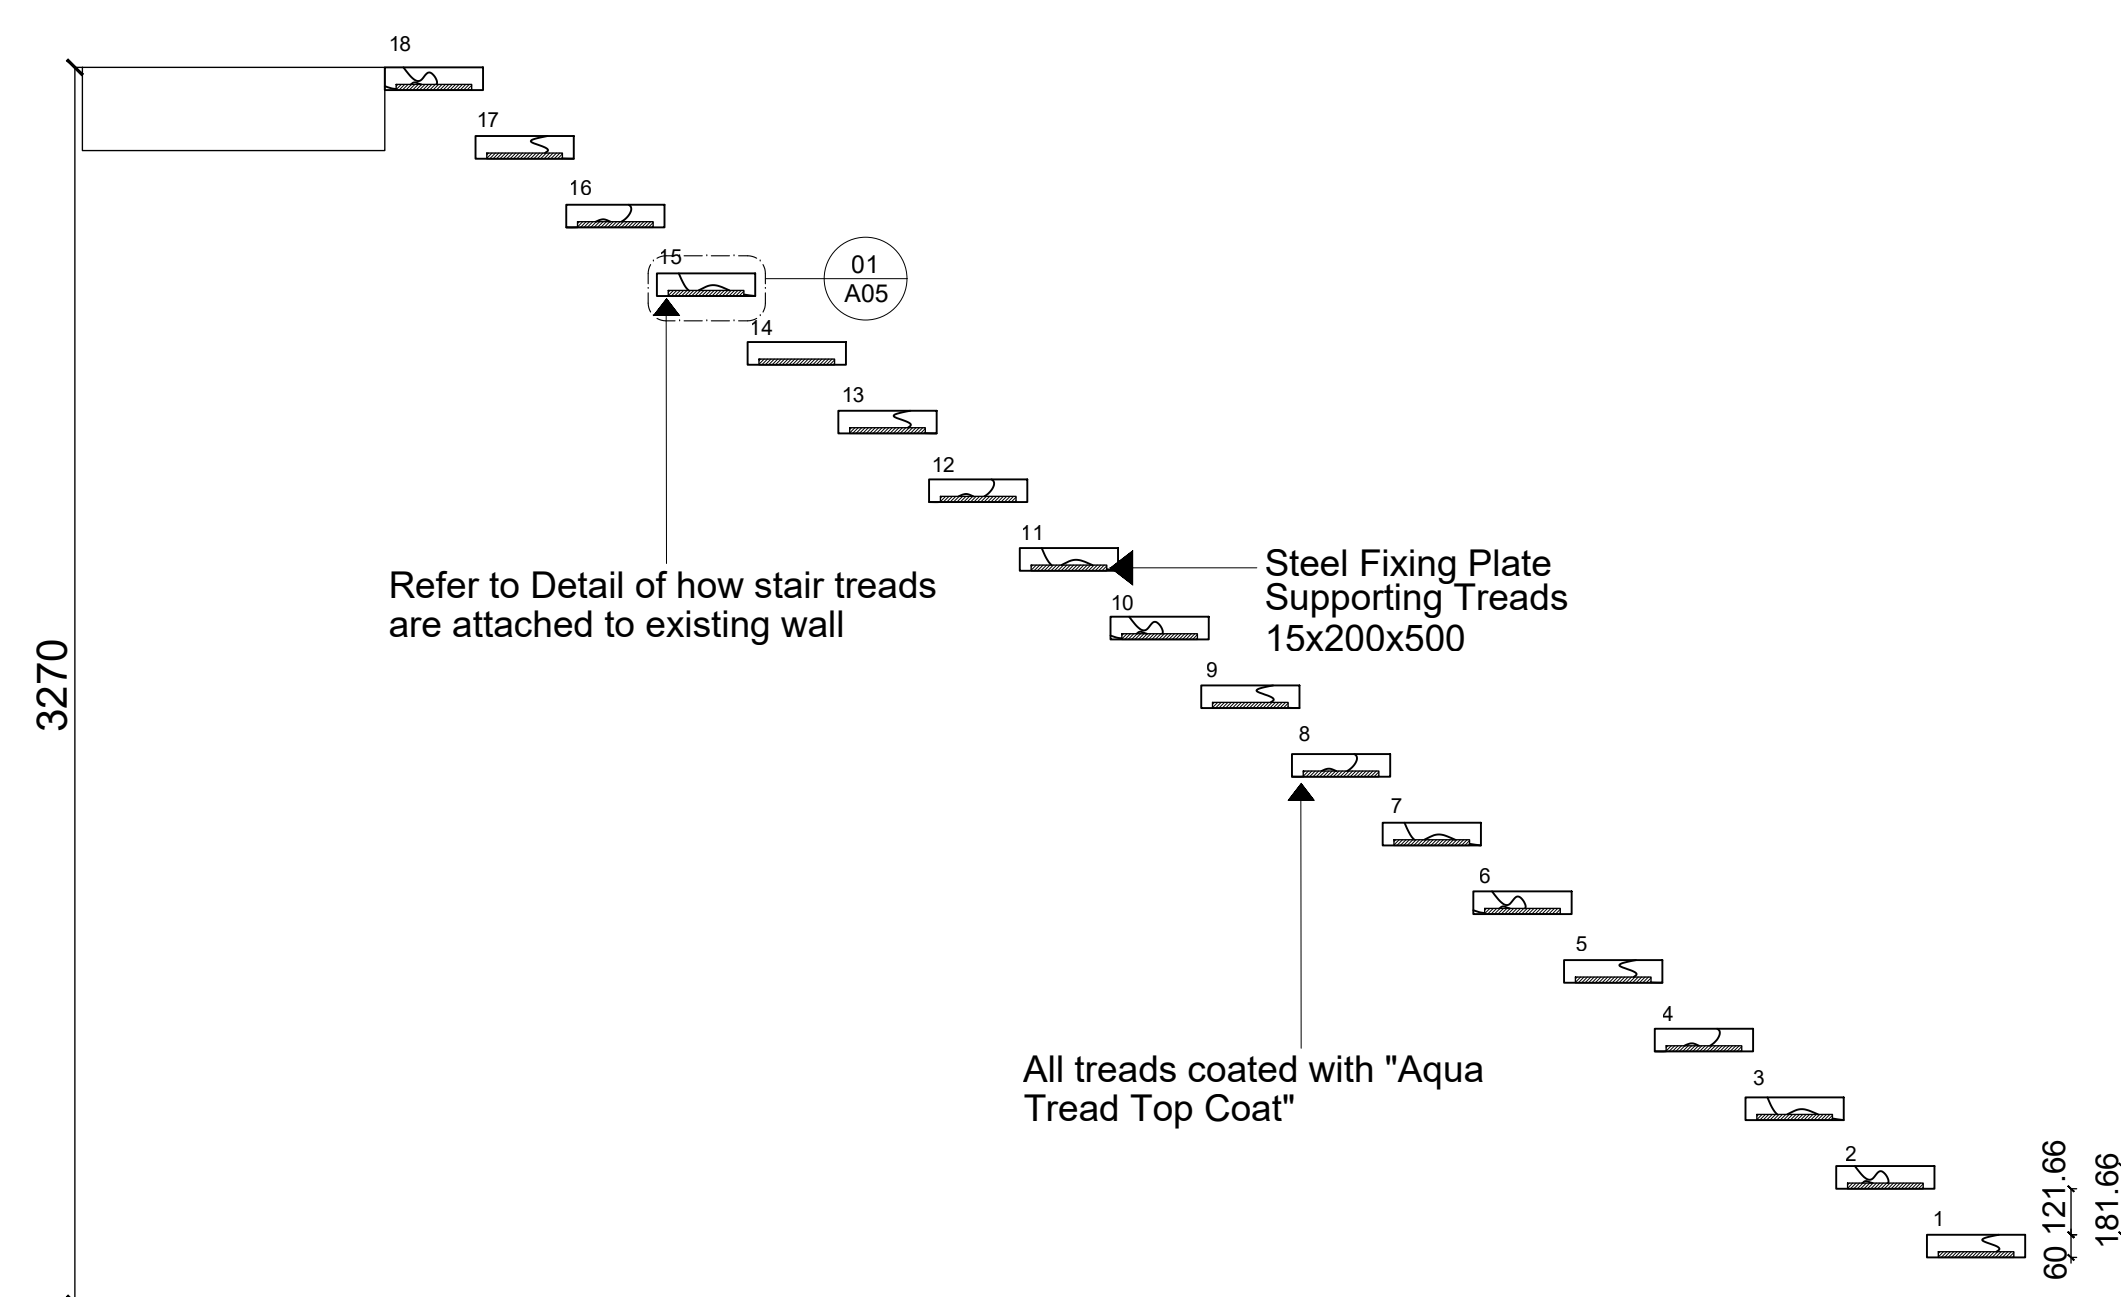 18
17
16
15
01
A05
14
13
12
11
Steel Fixing Plate
Supporting Treads
15x200x500
Refer to Detail of how stair treads
are attached to existing wall
10
3270
9
8
7
6
5
4
All treads coated with "Aqua
Tread Top Coat"
3
2
1
60
121.66
181.66